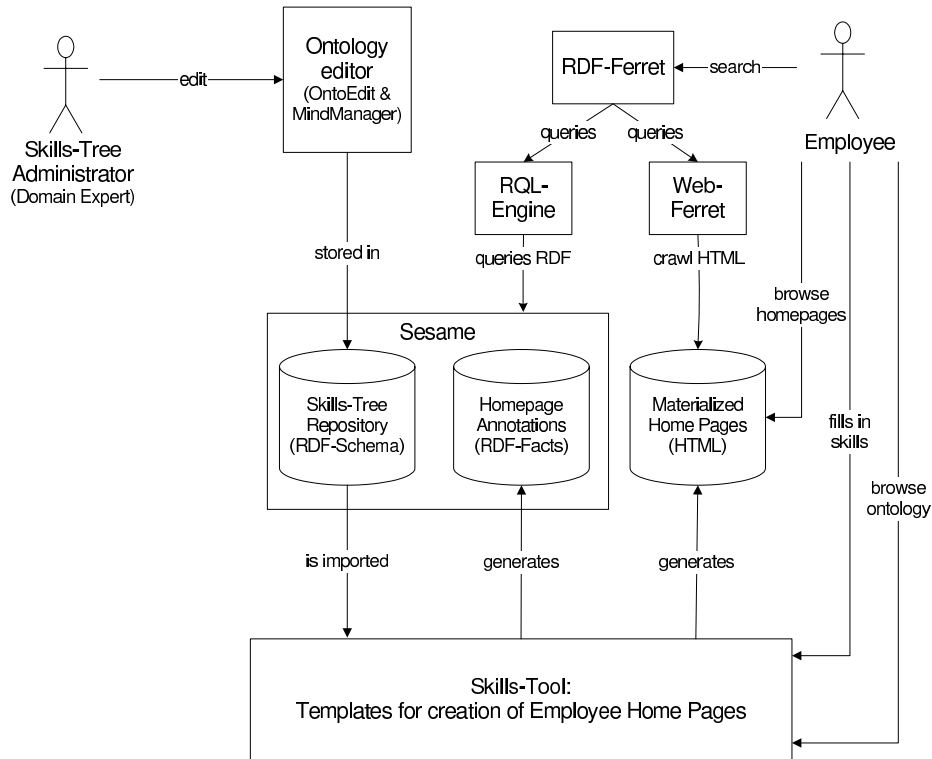 Ontology
editor
(OntoEdit &
MindManager)
RDF-Ferret
search
edit
queries
queries
Skills-Tree
Administrator
(Domain Expert)
Employee
RQL-
Engine
Web-
Ferret
stored in
queries RDF
crawl HTML
browse
homepages
Sesame
Skills-Tree
Repository
(RDF-Schema)
Homepage
Annotations
(RDF-Facts)
Materialized
Home Pages
(HTML)
fills in
skills
browse
ontology
is imported
generates
generates
Skills-Tool:
Templates for creation of Employee Home Pages